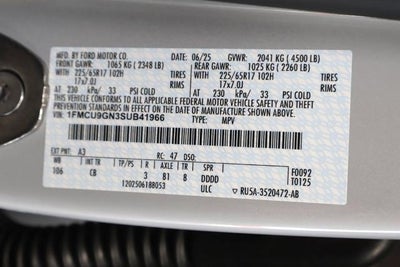 MFD. BY FORD MOTOR CO. 06/25 GVWR: 2041 KG (4500 LB)
FRONT GAWR: 1065 KG (2348 LB) REAR GAWR: 1025 KG (2260 LB)
WITH 225/65R17 102H TIRES WITH 225/65R17 102H TIRES
17x7.0J RIMS 17x7.0J RIMS
AT 230 kPa/ 33 PSI COLD AT 230 kPa/ 33 PSI COLD
THIS VEHICLE CONFORMS TO ALL APPLICABLE FEDERAL MOTOR VEHICLE SAFETY AND THEFT PREVENTION STANDARDS IN EFFECT ON THE
DATE OF MANUFACTURE SHOWN ABOVE.
VIN: 1FMCU9GN3SUB41966 TYPE: MPV
EXT PNT: A3 RC: 47 DSO:
WB INT TR TP/PS R AXLE TR SPR F0092
106 CB 3 B1 8 DDDD T0125
1202506188053 ULC RU5A-3520472-AB